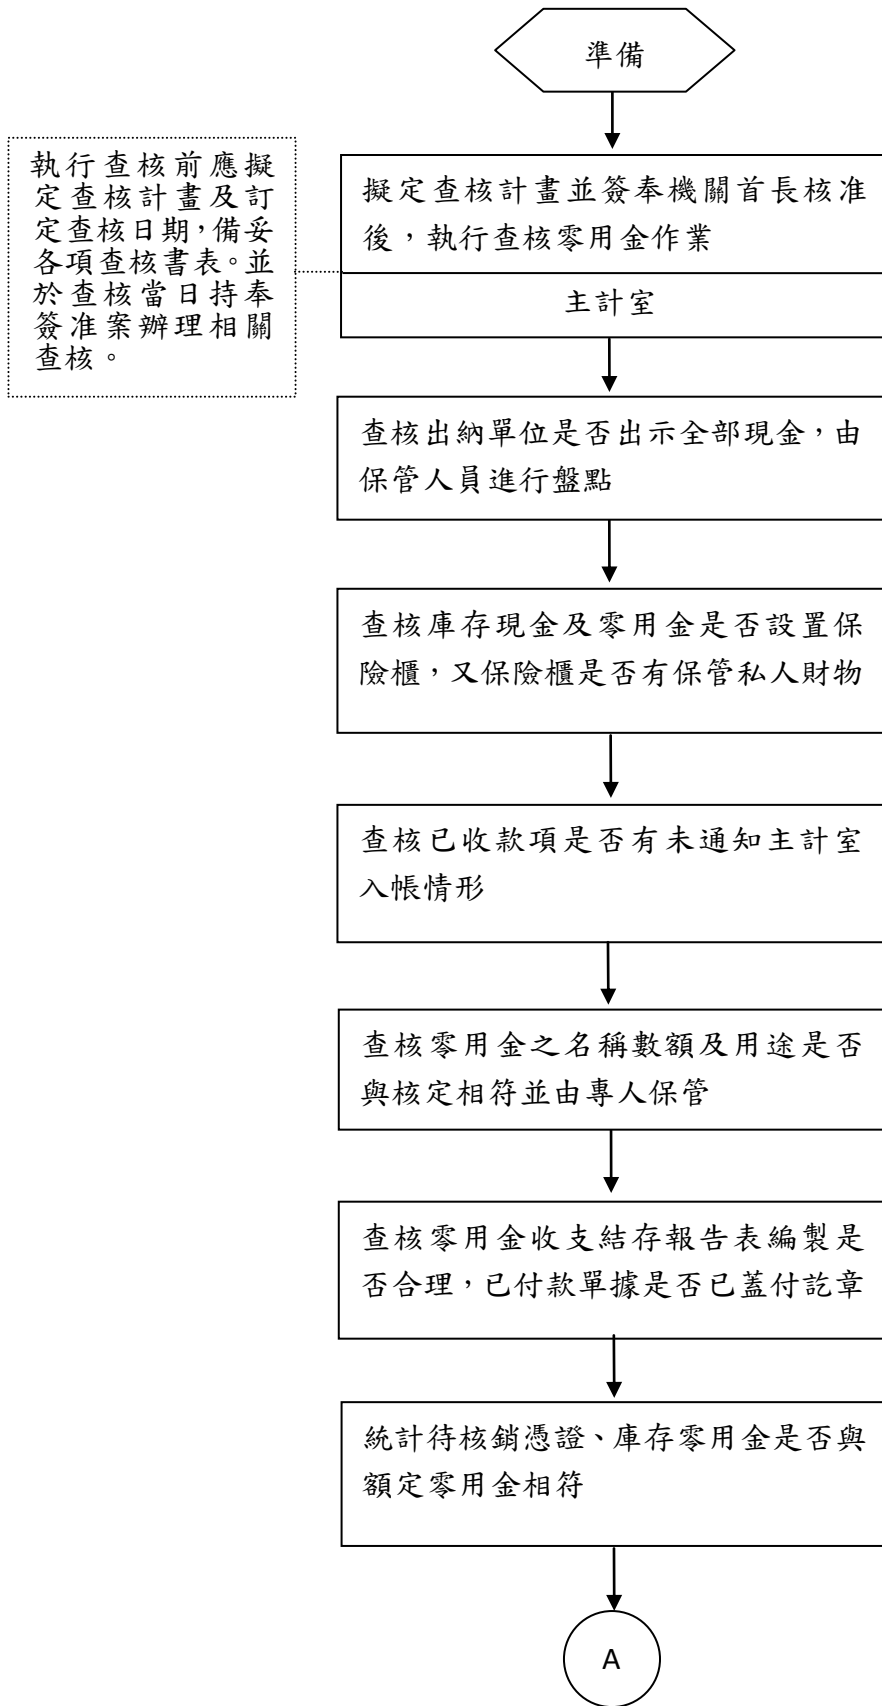 準備
執行查核前應擬
定查核計畫及訂
定查核日期,備妥
各項查核書表。並
於查核當日持奉
簽准案辦理相關
查核。
擬定查核計畫並簽奉機關首長核准
後，執行查核零用金作業
主計室
查核出納單位是否出示全部現金，由
保管人員進行盤點
查核庫存現金及零用金是否設置保
險櫃，又保險櫃是否有保管私人財物
查核已收款項是否有未通知主計室
入帳情形
查核零用金之名稱數額及用途是否
與核定相符並由專人保管
查核零用金收支結存報告表編製是
否合理，已付款單據是否已蓋付訖章
統計待核銷憑證、庫存零用金是否與
額定零用金相符
A